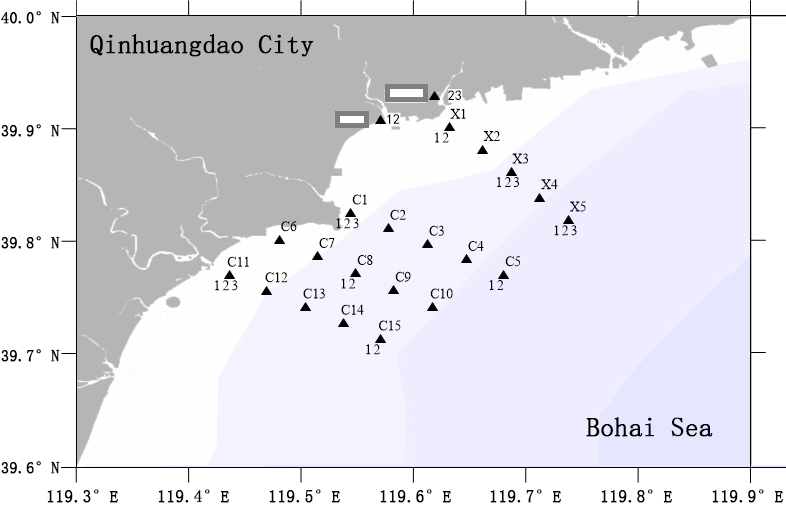 40.0° N
Qinhuangdao City
23
12
39.9° N
X1
12
X2
X3
123
X4
X5
123
C1
123
C2
C3
C4
C5
12
39.8° N
C6
C7
C8
12
C9
C10
C11
123
C12
C13
C14
C15
12
39.7° N
Bohai Sea
39.6° N
119.3° E
119.4° E
119.5° E
119.6° E
119.7° E
119.8° E
119.9° E